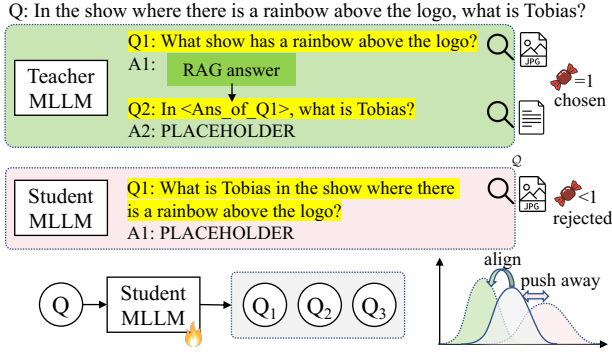 Q: In the show where there is a rainbow above the logo, what is Tobias?
Teacher
MLLM
Q1: What show has a rainbow above the logo?
A1:
RAG answer
Q2: In <Ans_of_Q1>, what is Tobias?
A2: PLACEHOLDER
JPG
=1
chosen
Student
MLLM
Q1: What is Tobias in the show where there
is a rainbow above the logo?
A1: PLACEHOLDER
Q
JPG
<1
rejected
Q
Student
MLLM
Q1
Q2
Q3
align
push away